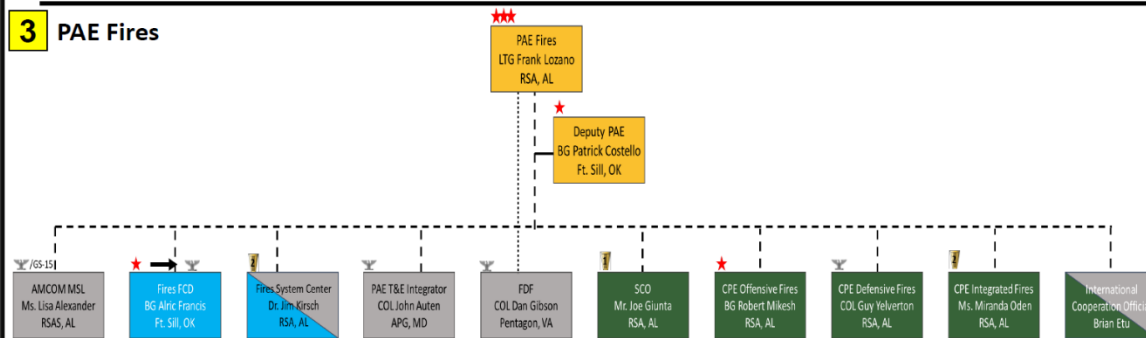 3 PAE Fires
PAE Fires
LTG Frank Lozano
RSA, AL
Deputy PAE
BG Patrick Costello
Ft. Sill, OK
/GS-15
AMCOM MSL
Ms. Lisa Alexander
RSAS, AL
Fires FCD
BG Alric Francis
Ft. Sill, OK
Fires System Center
Dr. Jim Kirsch
RSA, AL
PAE T&E Integrator
COL John Auten
APG, MD
FDF
COL Dan Gibson
Pentagon, VA
SCO
Mr. Joe Giunta
RSA, AL
CPE Offensive Fires
BG Robert Mikesh
RSA, AL
CPE Defensive Fires
COL Guy Yelverton
RSA, AL
CPE Integrated Fires
Ms. Miranda Oden
RSA, AL
International
Cooperation Officia
Brian Etu